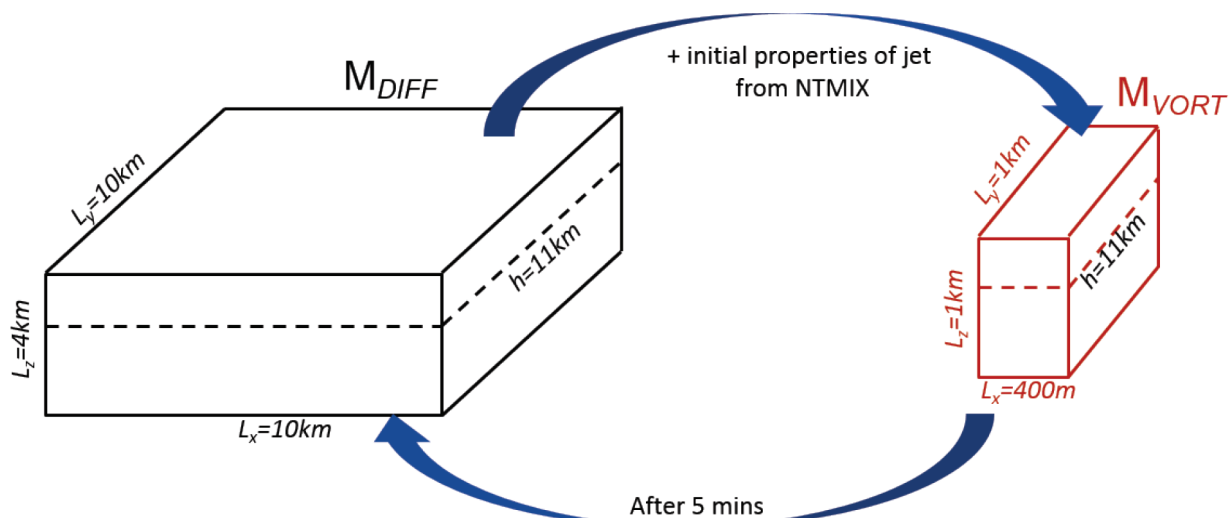 + initial properties of jet
from NTMIX
M_DIFF
M_VORT
L_y=10km
h=11km
L_z=4km
L_x=10km
L_y=1km
h=11km
L_z=1km
L_x=400m
After 5 mins